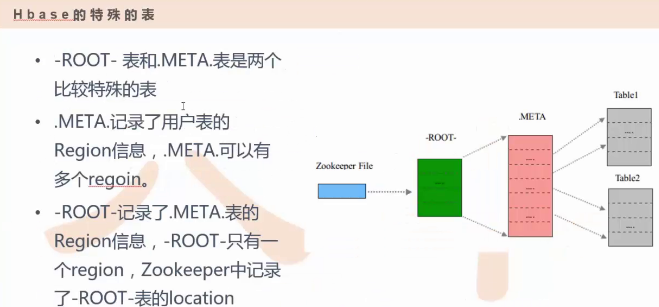 Hbase的特殊的表
• -ROOT- 表和.META.表是两个
比较特殊的表
• .META.记录了用户表的
Region信息，.META.可以有
多个regoin。
• -ROOT-记录了.META.表的
Region信息，-ROOT-只有一
个region，Zookeeper中记录
了-ROOT-表的location
Zookeeper File
-ROOT-
.META
Table1
Table2